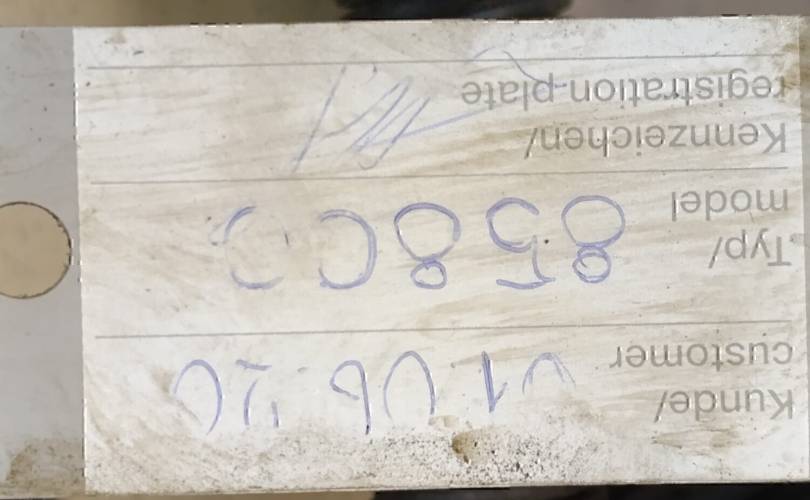 Kunde/ 01 06 20
customer
Typ/
model
Kennzeichen/
registration plate